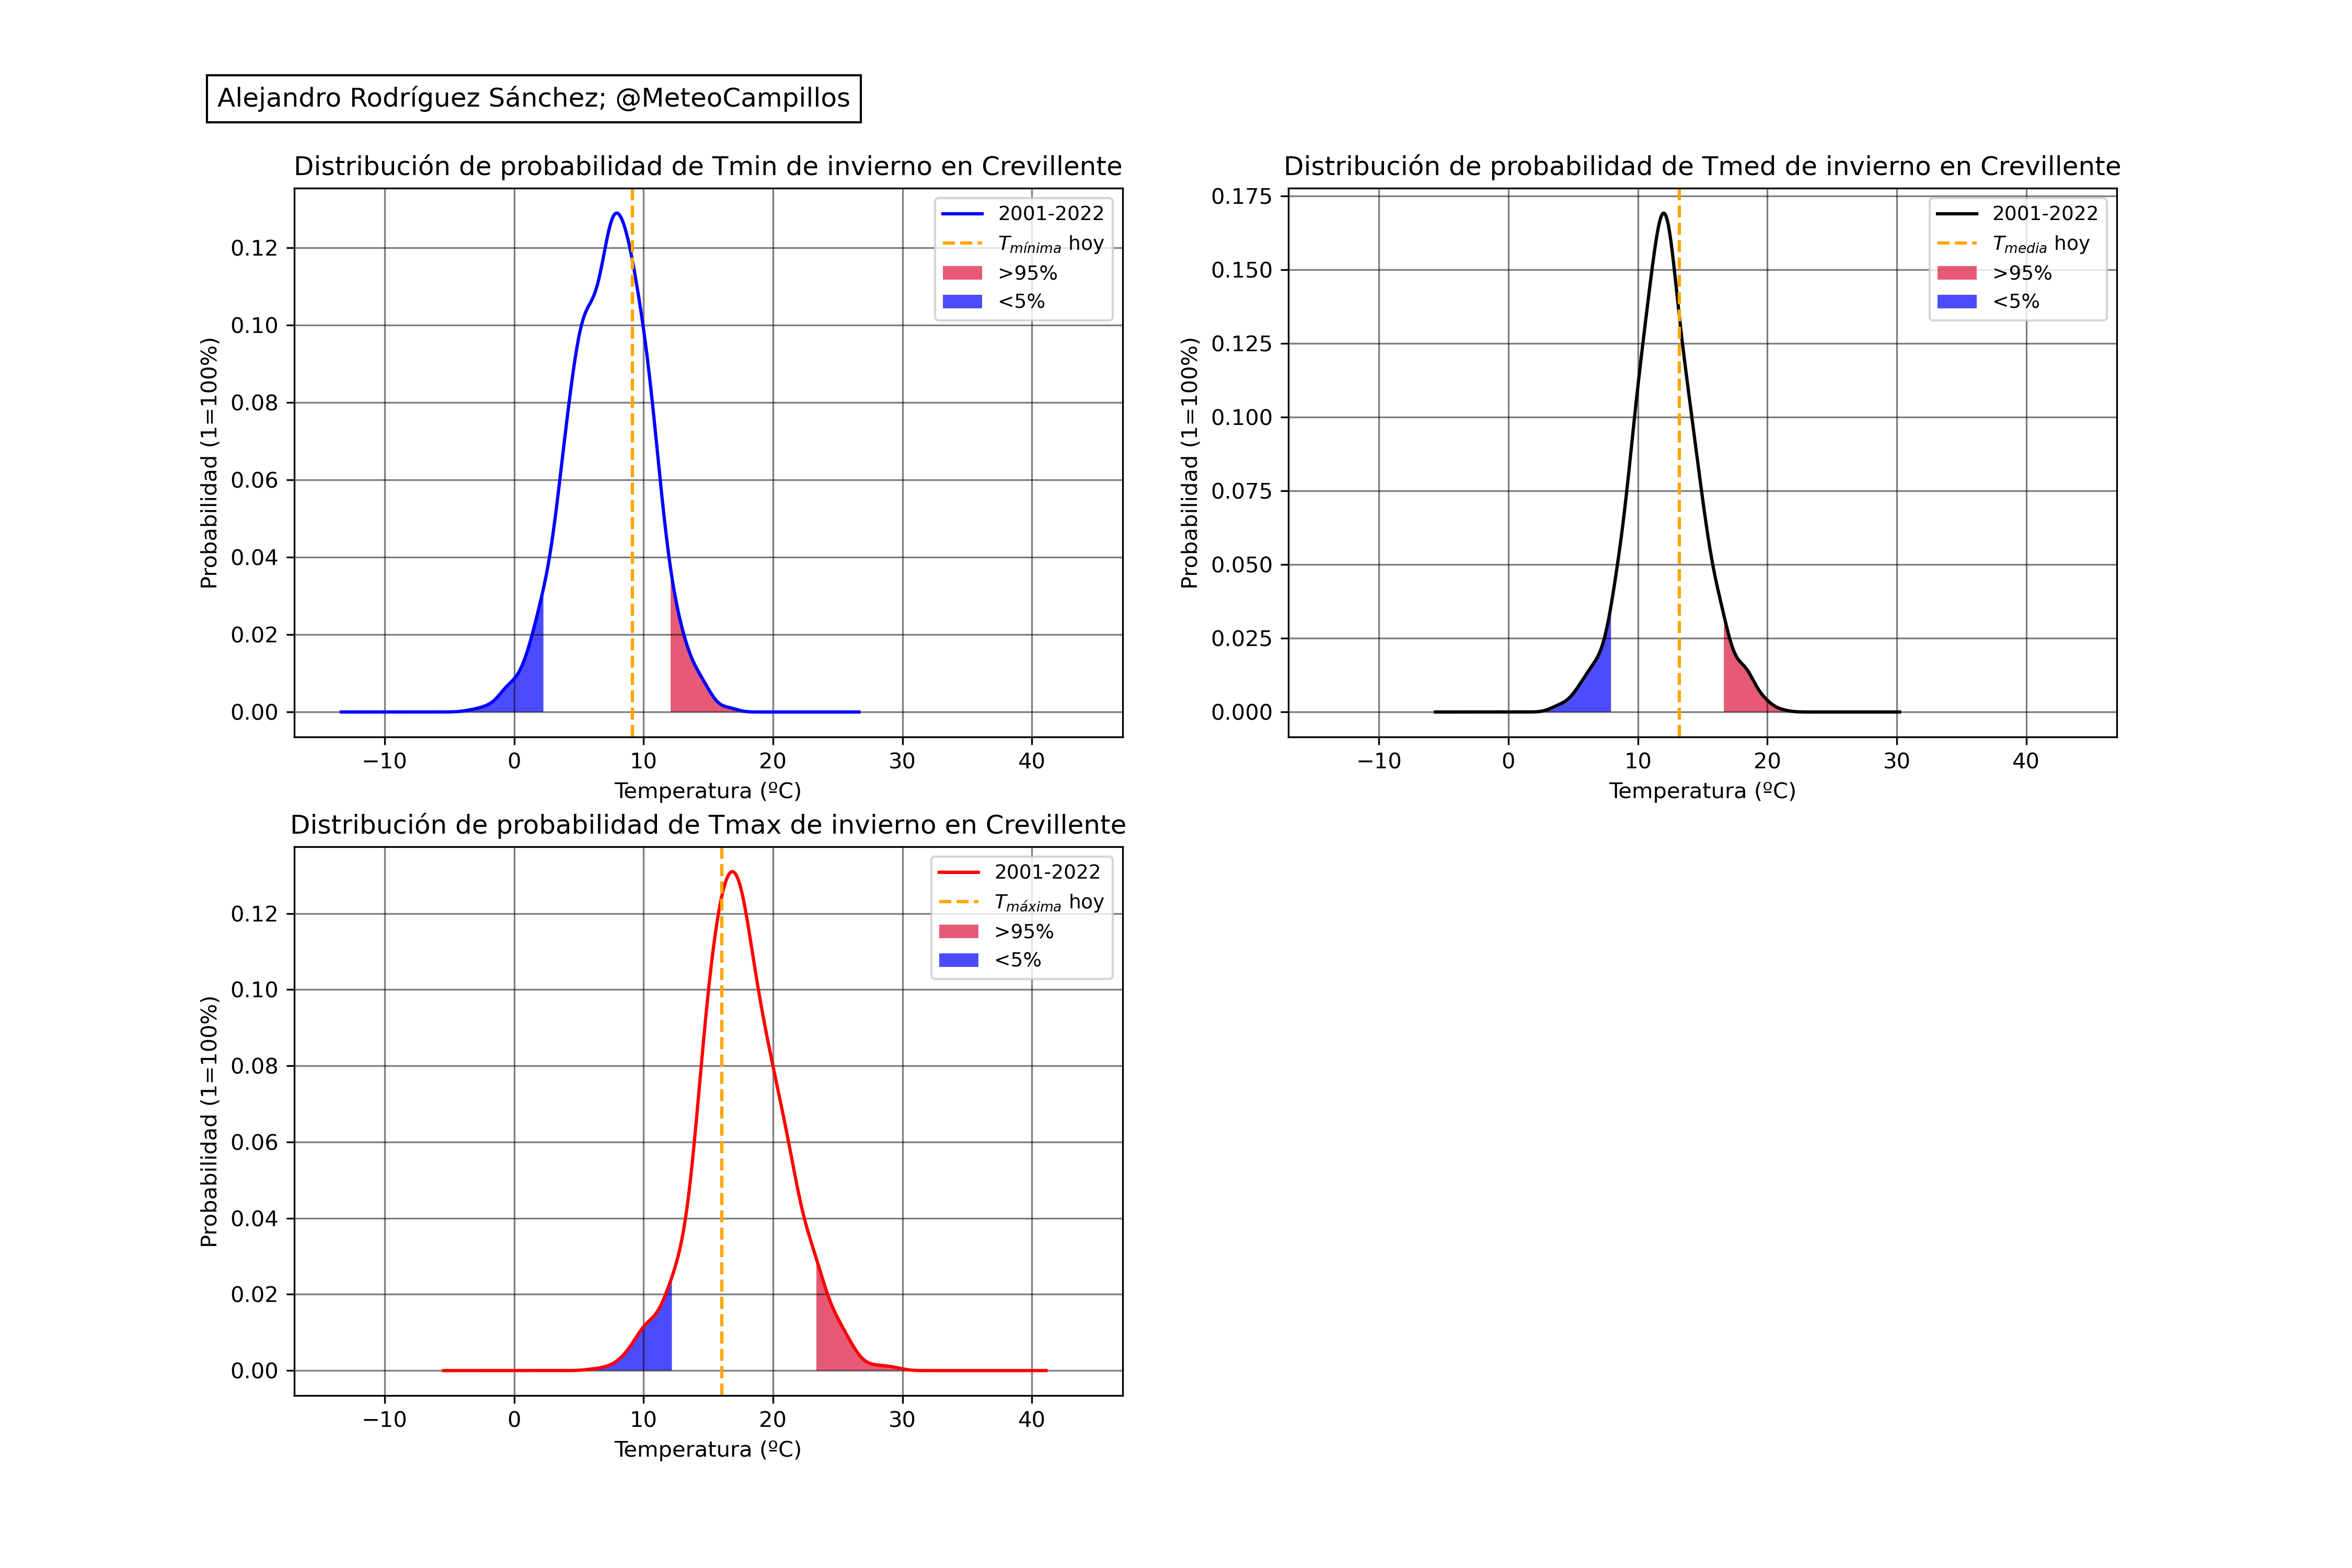 Alejandro Rodríguez Sánchez; @MeteoCampillos
Distribución de probabilidad de Tmin de invierno en Crevillente
Probabilidad (1=100%)
0.12
0.10
0.08
0.06
0.04
0.02
0.00
−10 0 10 20 30 40
Temperatura (ºC)
2001-2022
Tmínima hoy
>95%
<5%
Distribución de probabilidad de Tmed de invierno en Crevillente
Probabilidad (1=100%)
0.175
0.150
0.125
0.100
0.075
0.050
0.025
0.000
−10 0 10 20 30 40
Temperatura (ºC)
2001-2022
Tmedia hoy
>95%
<5%
Distribución de probabilidad de Tmax de invierno en Crevillente
Probabilidad (1=100%)
0.12
0.10
0.08
0.06
0.04
0.02
0.00
−10 0 10 20 30 40
Temperatura (ºC)
2001-2022
Tmáxima hoy
>95%
<5%